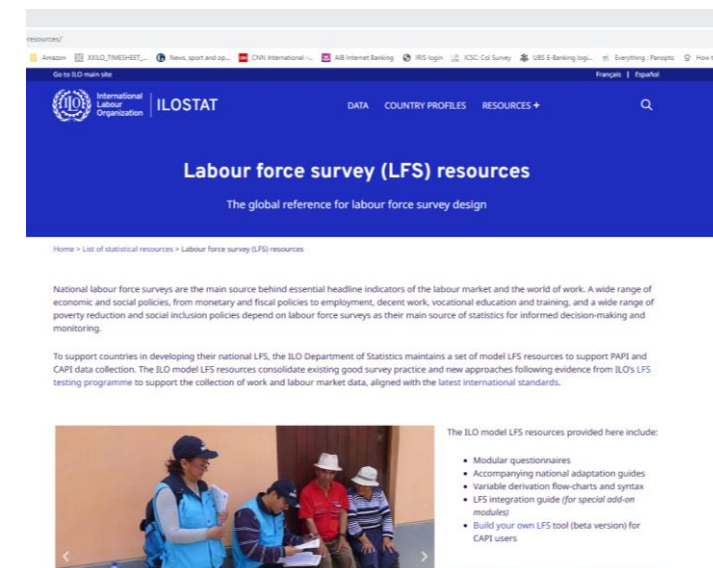 resources/
Amazon XXILO_TIMESHEET_... News, sport and op... CNN International -... AIB Internet Banking IRIS login ICSC: Col Survey UBS E-Banking logi... Everything : Panopto How t
Go to ILO main site Français | Español
International
Labour
Organization
ILOSTAT
DATA COUNTRY PROFILES RESOURCES +
Labour force survey (LFS) resources
The global reference for labour force survey design
Home > List of statistical resources > Labour force survey (LFS) resources
National labour force surveys are the main source behind essential headline indicators of the labour market and the world of work. A wide range of
economic and social policies, from monetary and fiscal policies to employment, decent work, vocational education and training, and a wide range of
poverty reduction and social inclusion policies depend on labour force surveys as their main source of statistics for informed decision-making and
monitoring.
To support countries in developing their national LFS, the ILO Department of Statistics maintains a set of model LFS resources to support PAPI and
CAPI data collection. The ILO model LFS resources consolidate existing good survey practice and new approaches following evidence from ILO's LFS
testing programme to support the collection of work and labour market data, aligned with the latest international standards.
The ILO model LFS resources provided here include:
• Modular questionnaires
• Accompanying national adaptation guides
• Variable derivation flow-charts and syntax
• LFS integration guide (for special add-on
modules)
• Build your own LFS tool (beta version) for
CAPI users